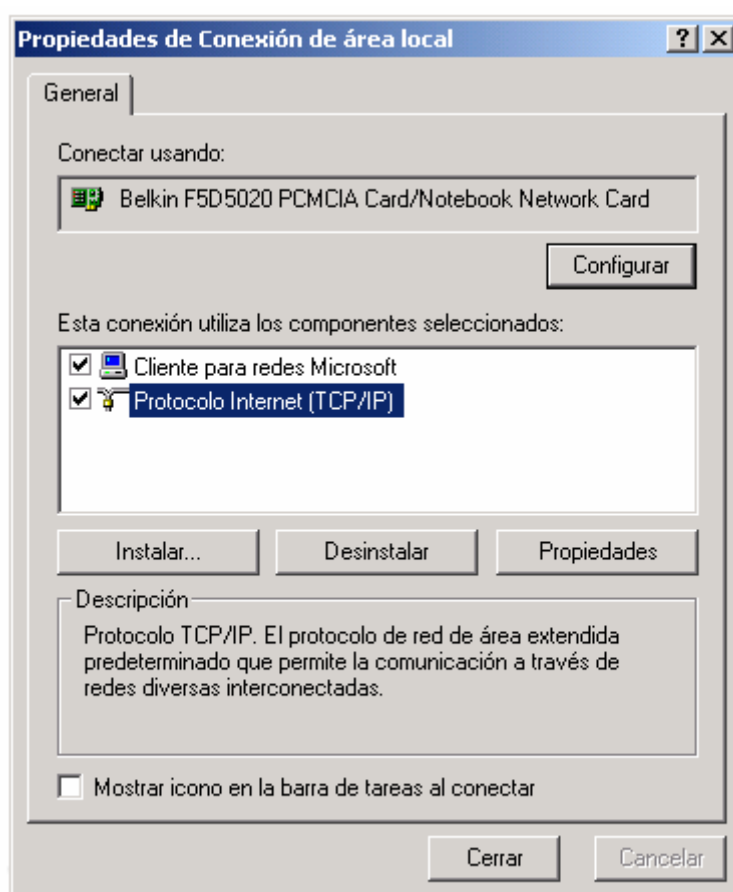 Propiedades de Conexión de área local
General
Conectar usando:
Belkin F5D5020 PCMCIA Card/Notebook Network Card
Configurar
Esta conexión utiliza los componentes seleccionados:
Cliente para redes Microsoft
Protocolo Internet (TCP/IP)
Instalar... Desinstalar Propiedades
Descripción
Protocolo TCP/IP. El protocolo de red de área extendida
predeterminado que permite la comunicación a través de
redes diversas interconectadas.
Mostrar icono en la barra de tareas al conectar
Cerrar Cancelar